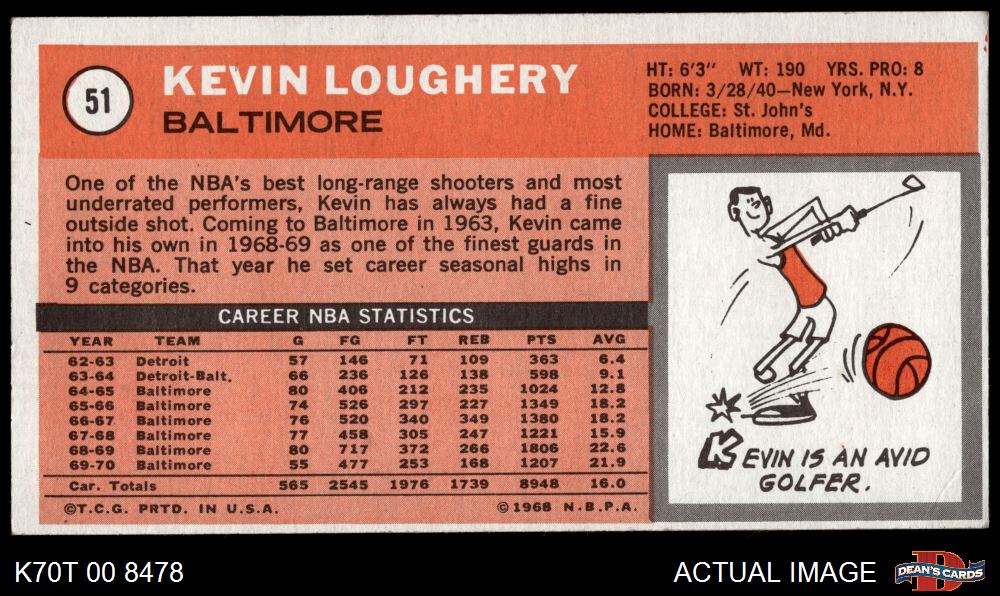 51
KEVIN LOUGHERY
BALTIMORE
HT: 6'3" WT: 190 YRS. PRO: 8
BORN: 3/28/40—New York, N.Y.
COLLEGE: St. John's
HOME: Baltimore, Md.
One of the NBA's best long-range shooters and most
underrated performers, Kevin has always had a fine
outside shot. Coming to Baltimore in 1963, Kevin came
into his own in 1968-69 as one of the finest guards in
the NBA. That year he set career seasonal highs in
9 categories.
CAREER NBA STATISTICS
YEAR TEAM G FG FT REB PTS AVG
62-63 Detroit 57 146 71 109 363 6.4
63-64 Detroit-Balt. 66 236 126 138 598 9.1
64-65 Baltimore 80 406 212 235 1024 12.8
65-66 Baltimore 74 526 297 227 1349 18.2
66-67 Baltimore 76 520 340 349 1380 18.2
67-68 Baltimore 77 458 305 247 1221 15.9
68-69 Baltimore 80 717 372 266 1806 22.6
69-70 Baltimore 55 477 253 168 1207 21.9
Car. Totals 565 2545 1976 1739 8948 16.0
©T.C.G. PRTD. IN U.S.A. ©1968 N.B.P.A.
KEVIN IS AN AVID
GOLFER.
K70T 00 8478
ACTUAL IMAGE
D
DEAN'S CARDS